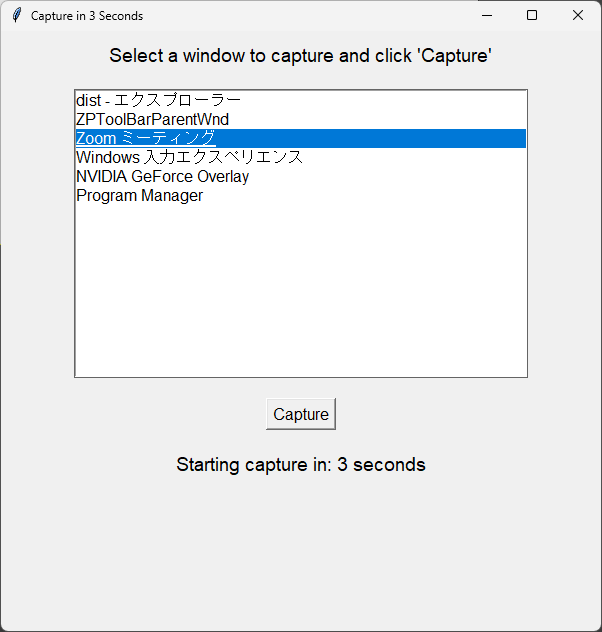 Capture in 3 Seconds
Select a window to capture and click 'Capture'
dist - エクスプローラー
ZPToolBarParentWnd
Zoom ミーティング
Windows 入力エクスペリエンス
NVIDIA GeForce Overlay
Program Manager
Capture
Starting capture in: 3 seconds